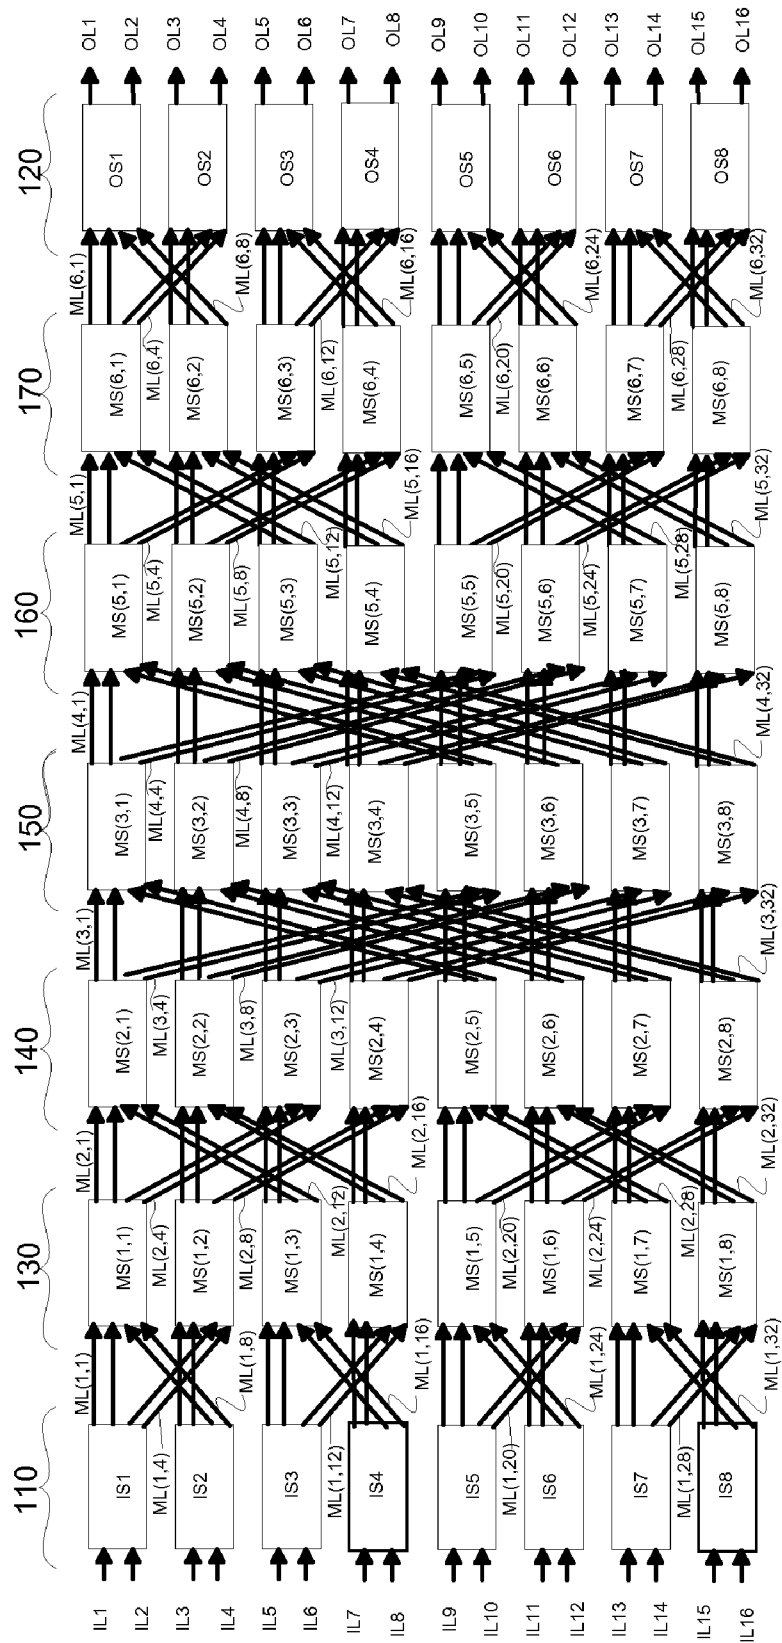 110
130
140
150
160
170
120
IL1
IL2
IL3
IL4
IL5
IL6
IL7
IL8
IL9
IL10
IL11
IL12
IL13
IL14
IL15
IL16
IS1
IS2
IS3
IS4
IS5
IS6
IS7
IS8
ML(1,1)
ML(1,4)
ML(1,8)
ML(1,12)
ML(1,16)
ML(1,20)
ML(1,24)
ML(1,28)
ML(1,32)
MS(1,1)
MS(1,2)
MS(1,3)
MS(1,4)
MS(1,5)
MS(1,6)
MS(1,7)
MS(1,8)
ML(2,1)
ML(2,4)
ML(2,8)
ML(2,12)
ML(2,16)
ML(2,20)
ML(2,24)
ML(2,28)
ML(2,32)
MS(2,1)
MS(2,2)
MS(2,3)
MS(2,4)
MS(2,5)
MS(2,6)
MS(2,7)
MS(2,8)
ML(3,1)
ML(3,4)
ML(3,8)
ML(3,12)
ML(3,32)
MS(3,1)
MS(3,2)
MS(3,3)
MS(3,4)
MS(3,5)
MS(3,6)
MS(3,7)
MS(3,8)
ML(4,1)
ML(4,4)
ML(4,8)
ML(4,12)
ML(4,32)
MS(5,1)
MS(5,2)
MS(5,3)
MS(5,4)
MS(5,5)
MS(5,6)
MS(5,7)
MS(5,8)
ML(5,1)
ML(5,4)
ML(5,8)
ML(5,12)
ML(5,16)
ML(5,20)
ML(5,24)
ML(5,28)
ML(5,32)
MS(6,1)
MS(6,2)
MS(6,3)
MS(6,4)
MS(6,5)
MS(6,6)
MS(6,7)
MS(6,8)
ML(6,1)
ML(6,4)
ML(6,8)
ML(6,12)
ML(6,16)
ML(6,20)
ML(6,24)
ML(6,28)
ML(6,32)
OS1
OS2
OS3
OS4
OS5
OS6
OS7
OS8
OL1
OL2
OL3
OL4
OL5
OL6
OL7
OL8
OL9
OL10
OL11
OL12
OL13
OL14
OL15
OL16